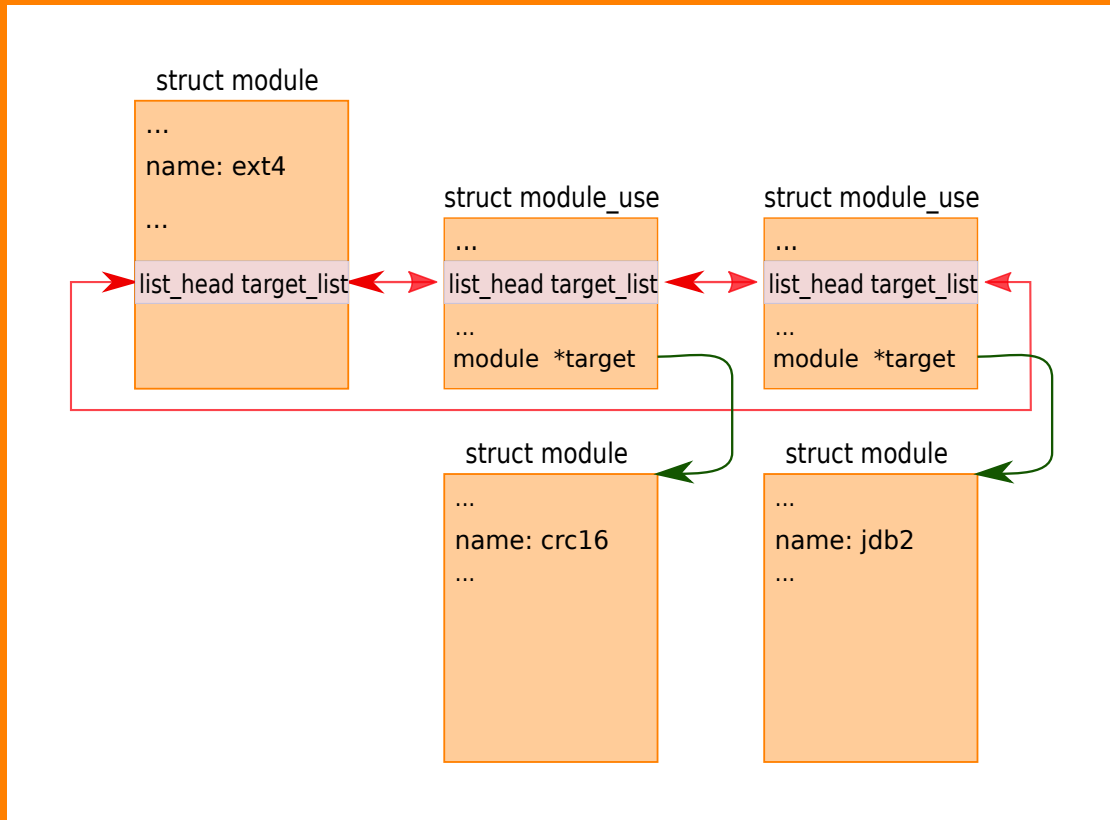 struct module
...
name: ext4
...
list_head target_list
struct module_use
...
list_head target_list
...
module *target
struct module_use
...
list_head target_list
...
module *target
struct module
...
name: crc16
...
struct module
...
name: jdb2
...